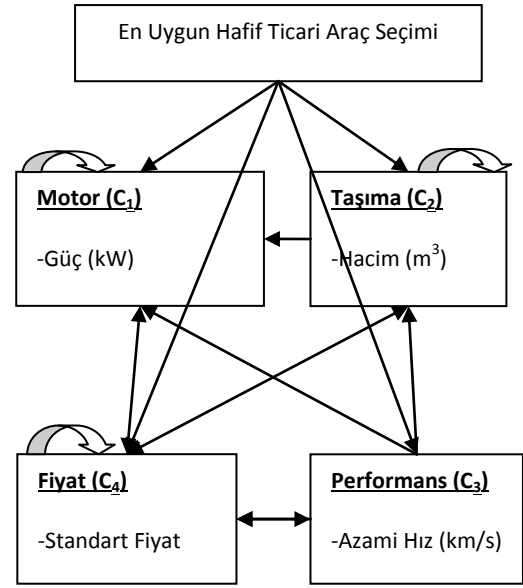 En Uygun Hafif Ticari Araç Seçimi
Motor (C₁)
-Güç (kW)
Taşıma (C₂)
-Hacim (m³)
Fiyat (C₄)
-Standart Fiyat
Performans (C₃)
-Azami Hız (km/s)